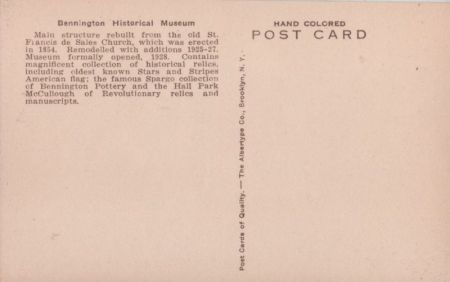 Bennington Historical Museum
Main structure rebuilt from the old St.
Francis de Sales Church, which was erected
in 1854. Remodelled with additions 1925-27.
Museum formally opened, 1928. Contains
magnificent collection of historical relics,
including oldest known Stars and Stripes
American flag; the famous Spargo collection
of Bennington Pottery and the Hall Park
McCullough of Revolutionary relics and
manuscripts.
Post Cards of Quality. — The Albertype Co., Brooklyn, N. Y.
HAND COLORED
POST CARD